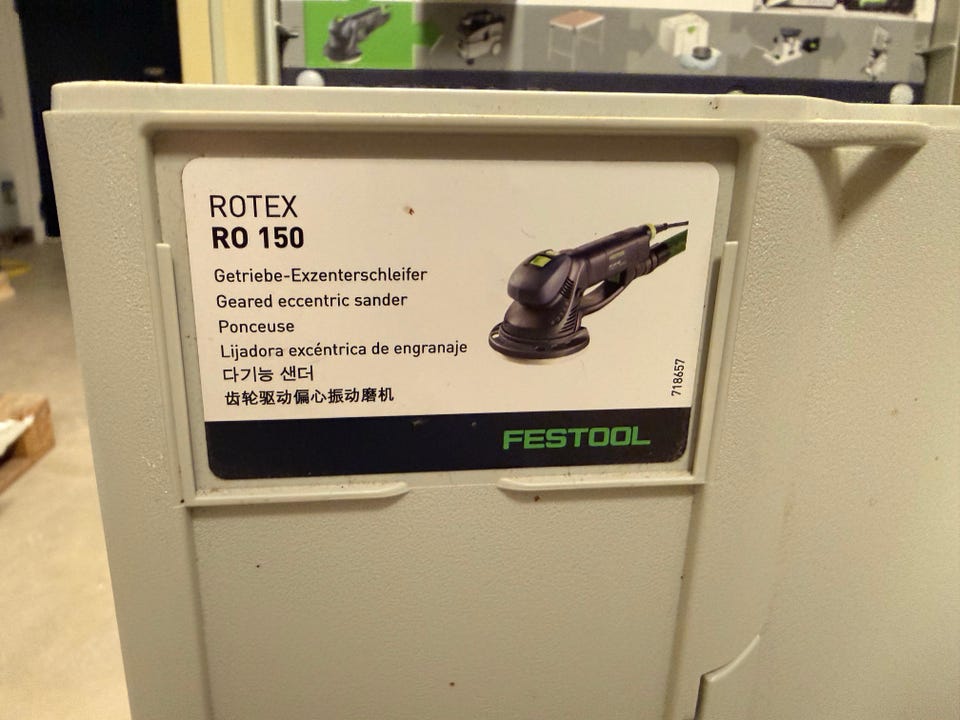 ROTEX
RO 150
Getriebe-Exzenterschleifer
Geared eccentric sander
Ponceuse
Lijadora excéntrica de engranaje
다기능 샌더
齿轮驱动偏心振动磨机
718657
FESTOOL